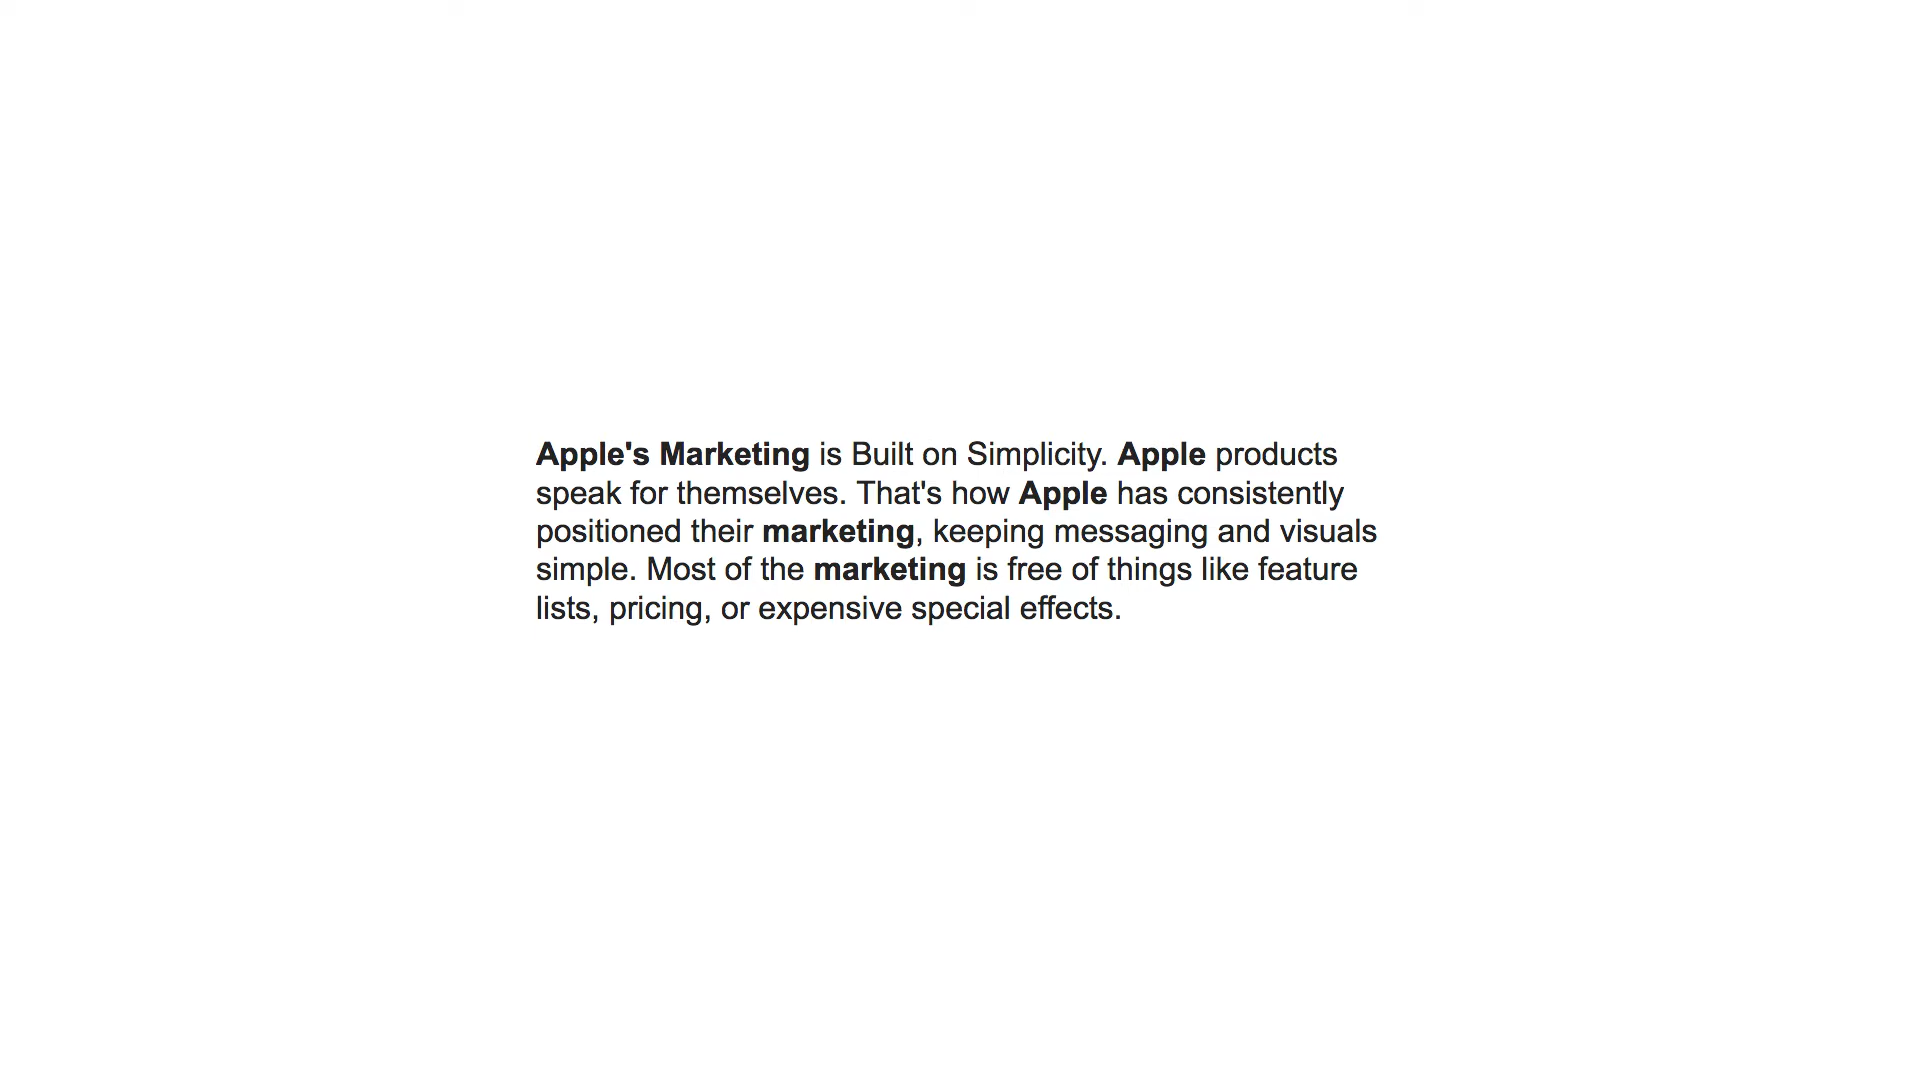 Apple's Marketing is Built on Simplicity. Apple products
speak for themselves. That's how Apple has consistently
positioned their marketing, keeping messaging and visuals
simple. Most of the marketing is free of things like feature
lists, pricing, or expensive special effects.